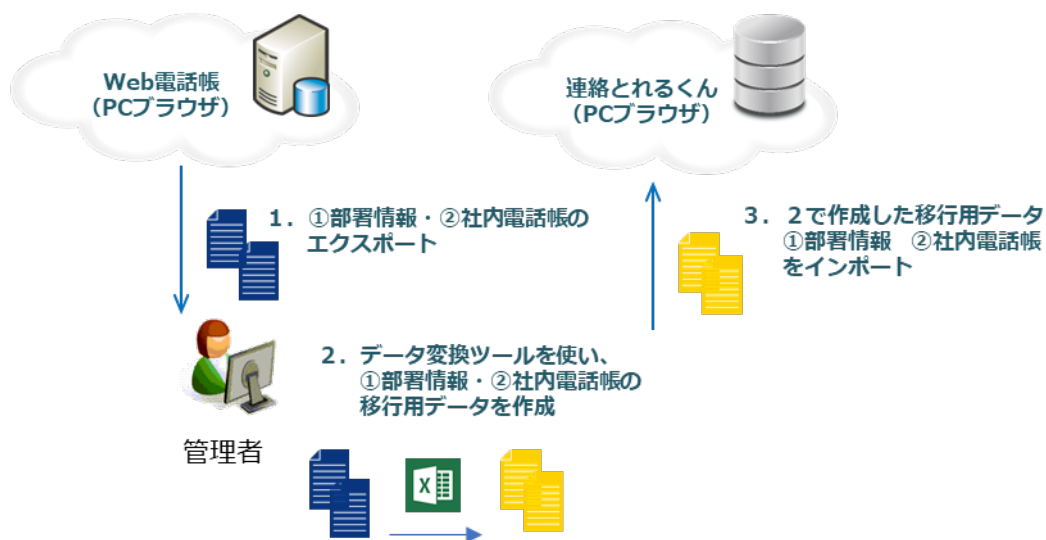 Web電話帳
（PCブラウザ）
連絡とれるくん
（PCブラウザ）
１．①部署情報・②社内電話帳の
エクスポート
３．２で作成した移行用データ
①部署情報　②社内電話帳
をインポート
２．データ変換ツールを使い、
①部署情報・②社内電話帳の
移行用データを作成
管理者
X